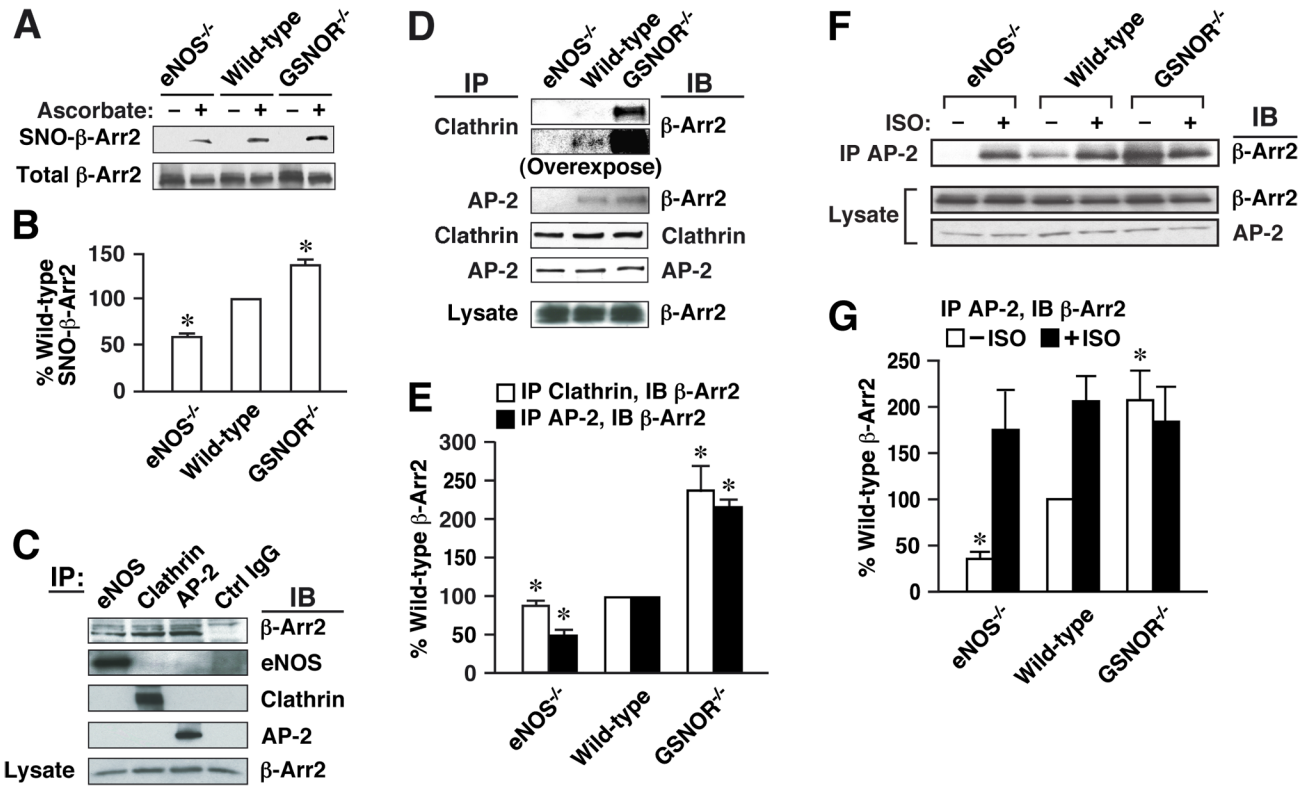 A
eNOS-/-
Wild-type
GSNOR-/-
Ascorbate: − + − + − +
SNO-β-Arr2
Total β-Arr2
B
% Wild-type
SNO-β-Arr2
150
100
50
0
*
*
eNOS-/-
Wild-type
GSNOR-/-
C
IP:
eNOS
Clathrin
AP-2
Ctrl IgG
IB
β-Arr2
eNOS
Clathrin
AP-2
Lysate β-Arr2
D
eNOS-/-
Wild-type
GSNOR-/-
IP IB
Clathrin β-Arr2
(Overexpose)
AP-2 β-Arr2
Clathrin Clathrin
AP-2 AP-2
Lysate β-Arr2
E
IP Clathrin, IB β-Arr2
IP AP-2, IB β-Arr2
% Wild-type β-Arr2
300
250
200
150
100
50
0
* *
* *
eNOS-/-
Wild-type
GSNOR-/-
F
eNOS-/-
Wild-type
GSNOR-/-
ISO: − + − + − + IB
IP AP-2 β-Arr2
Lysate β-Arr2
AP-2
G
IP AP-2, IB β-Arr2
− ISO + ISO
% Wild-type β-Arr2
250
200
150
100
50
0
*
*
eNOS-/-
Wild-type
GSNOR-/-